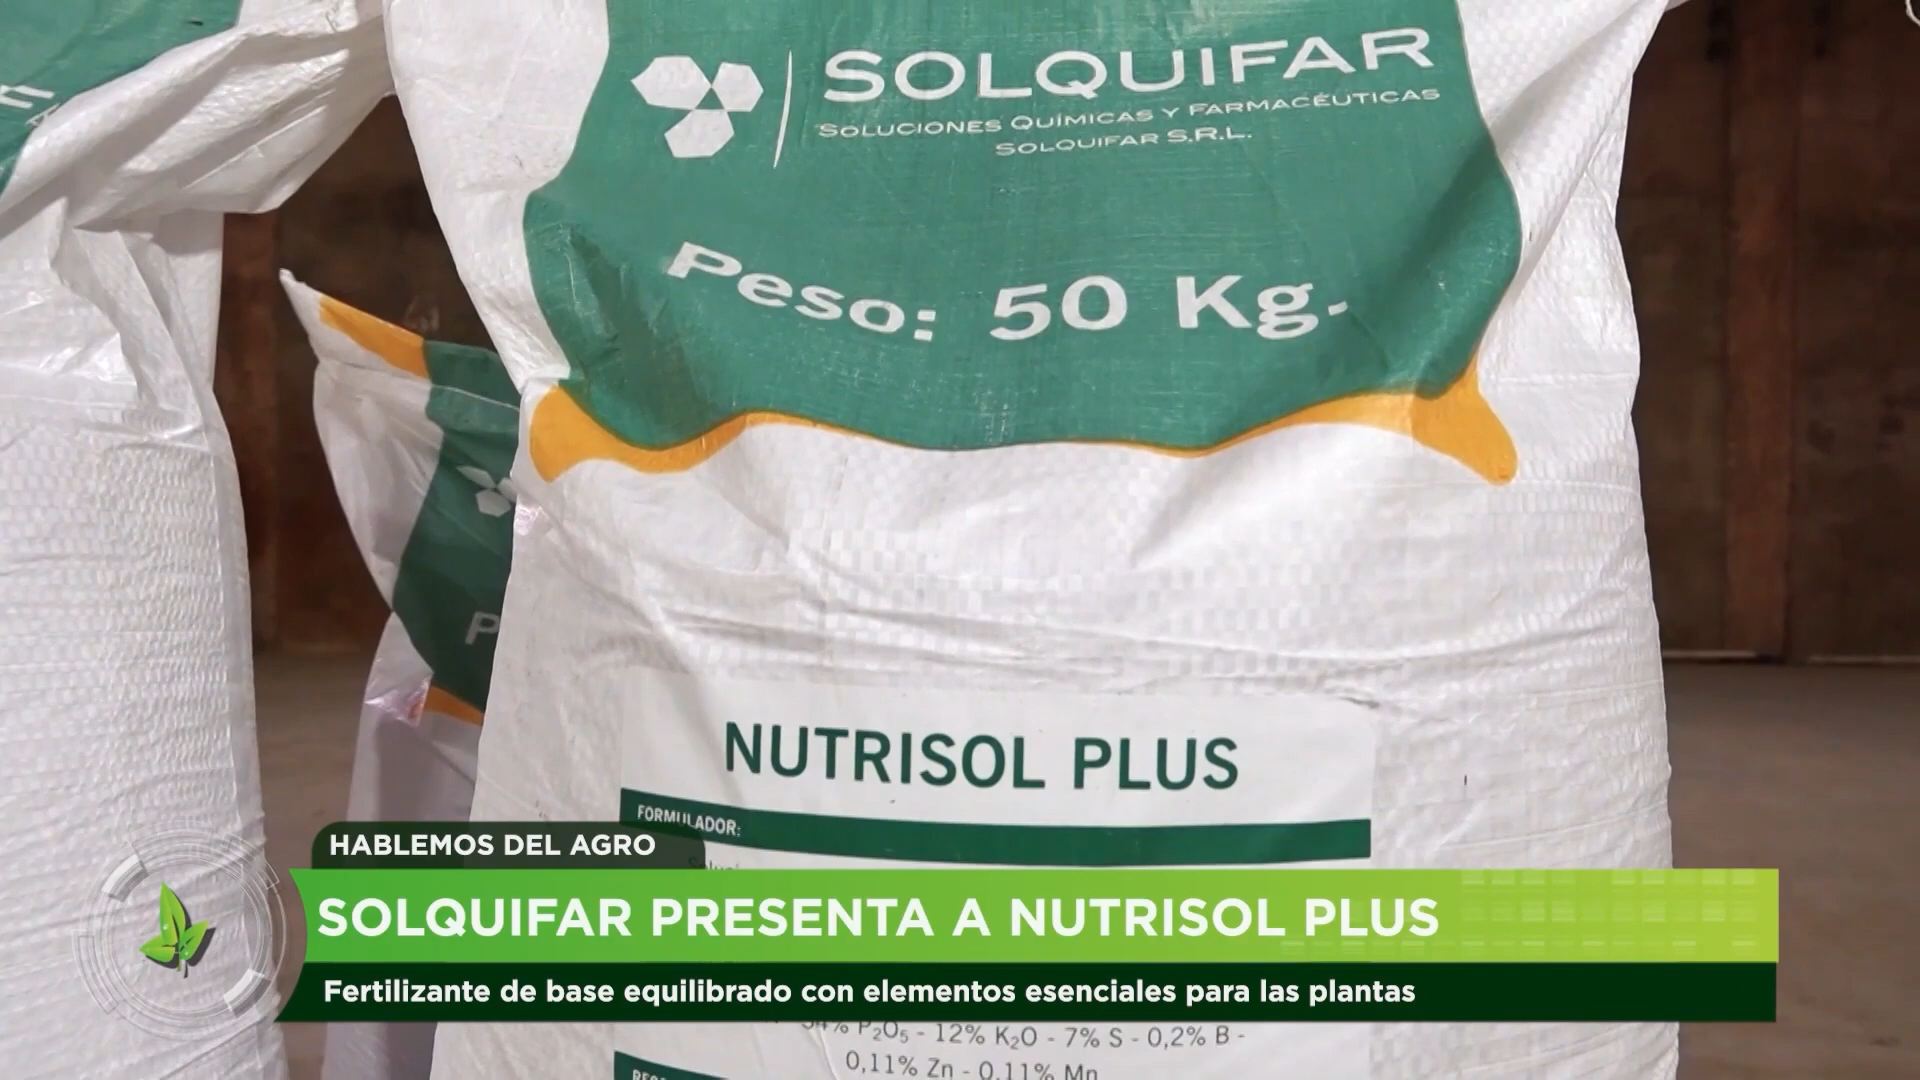 SOLQUIFAR
SOLUCIONES QUÍMICAS Y FARMACÉUTICAS
SOLQUIFAR S.R.L.
Peso: 50 Kg.
P
NUTRISOL PLUS
FORMULADOR:
HABLEMOS DEL AGRO
SOLQUIFAR PRESENTA A NUTRISOL PLUS
Fertilizante de base equilibrado con elementos esenciales para las plantas
P₂O₅ - 12% K₂O - 7% S - 0,2% B -
0,11% Zn - 0,11% Mn